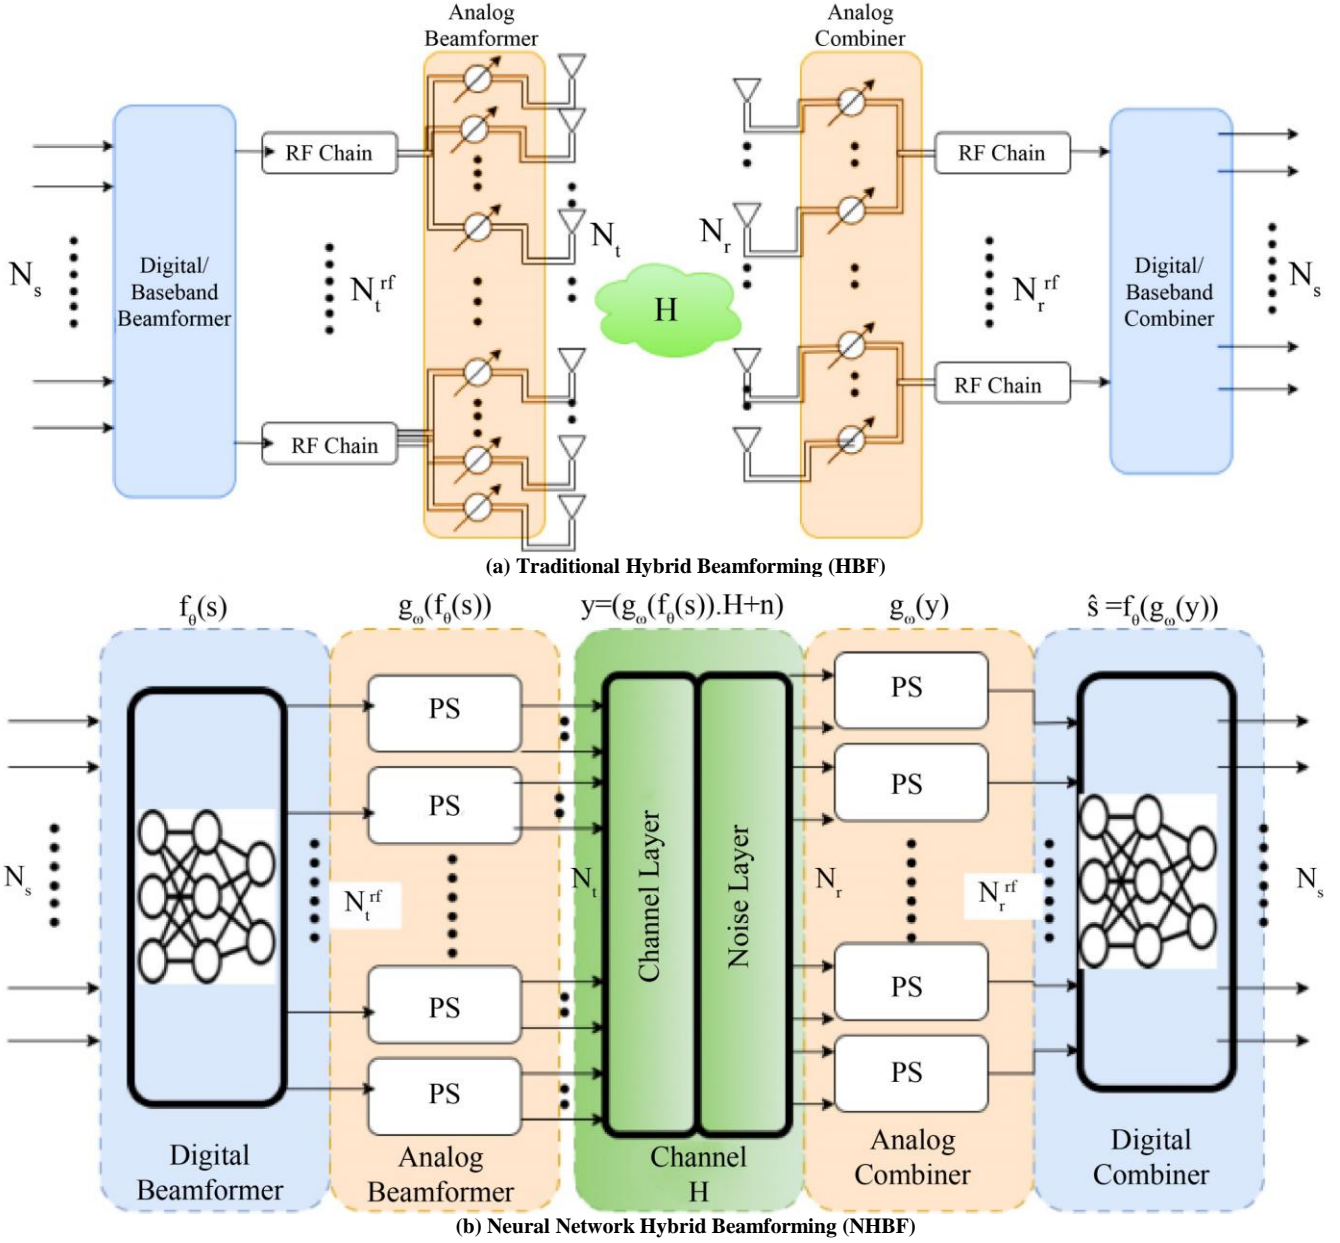 Analog
Beamformer
Analog
Combiner
RF Chain
RF Chain
N_s
Digital/
Baseband
Beamformer
N_t^rf
N_t
H
N_r
N_r^rf
Digital/
Baseband
Combiner
N_s
RF Chain
RF Chain
(a) Traditional Hybrid Beamforming (HBF)
f_θ(s)
g_ω(f_θ(s))
y=(g_ω(f_θ(s)).H+n)
g_ω(y)
ŝ =f_θ(g_ω(y))
PS
PS
PS
PS
N_s
N_t^rf
N_t
Channel Layer
Noise Layer
N_r
N_r^rf
N_s
PS
PS
PS
PS
Digital
Beamformer
Analog
Beamformer
Channel
H
Analog
Combiner
Digital
Combiner
(b) Neural Network Hybrid Beamforming (NHBF)